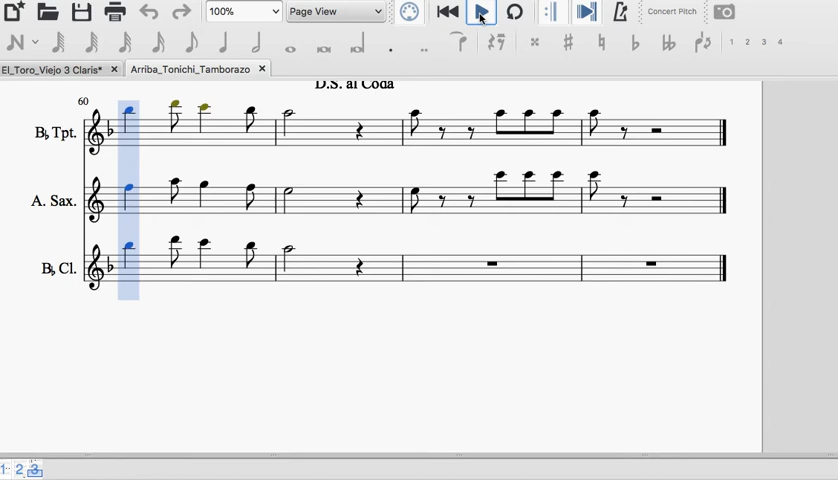 100% Page View Concert Pitch
1 2 3 4
El_Toro_Viejo 3 Claris* Arriba_Tonichi_Tamborazo
D.S. al Coda
60
B♭ Tpt.
A. Sax.
B♭ Cl.
1 2 3